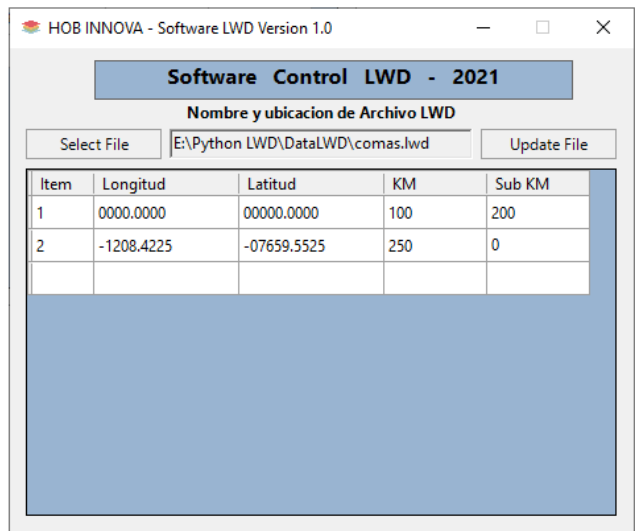 HOB INNOVA - Software LWD Version 1.0
Software Control LWD - 2021
Nombre y ubicacion de Archivo LWD
Select File E:\Python LWD\DataLWD\comas.lwd Update File
Item Longitud Latitud KM Sub KM
1 0000.0000 00000.0000 100 200
2 -1208.4225 -07659.5525 250 0